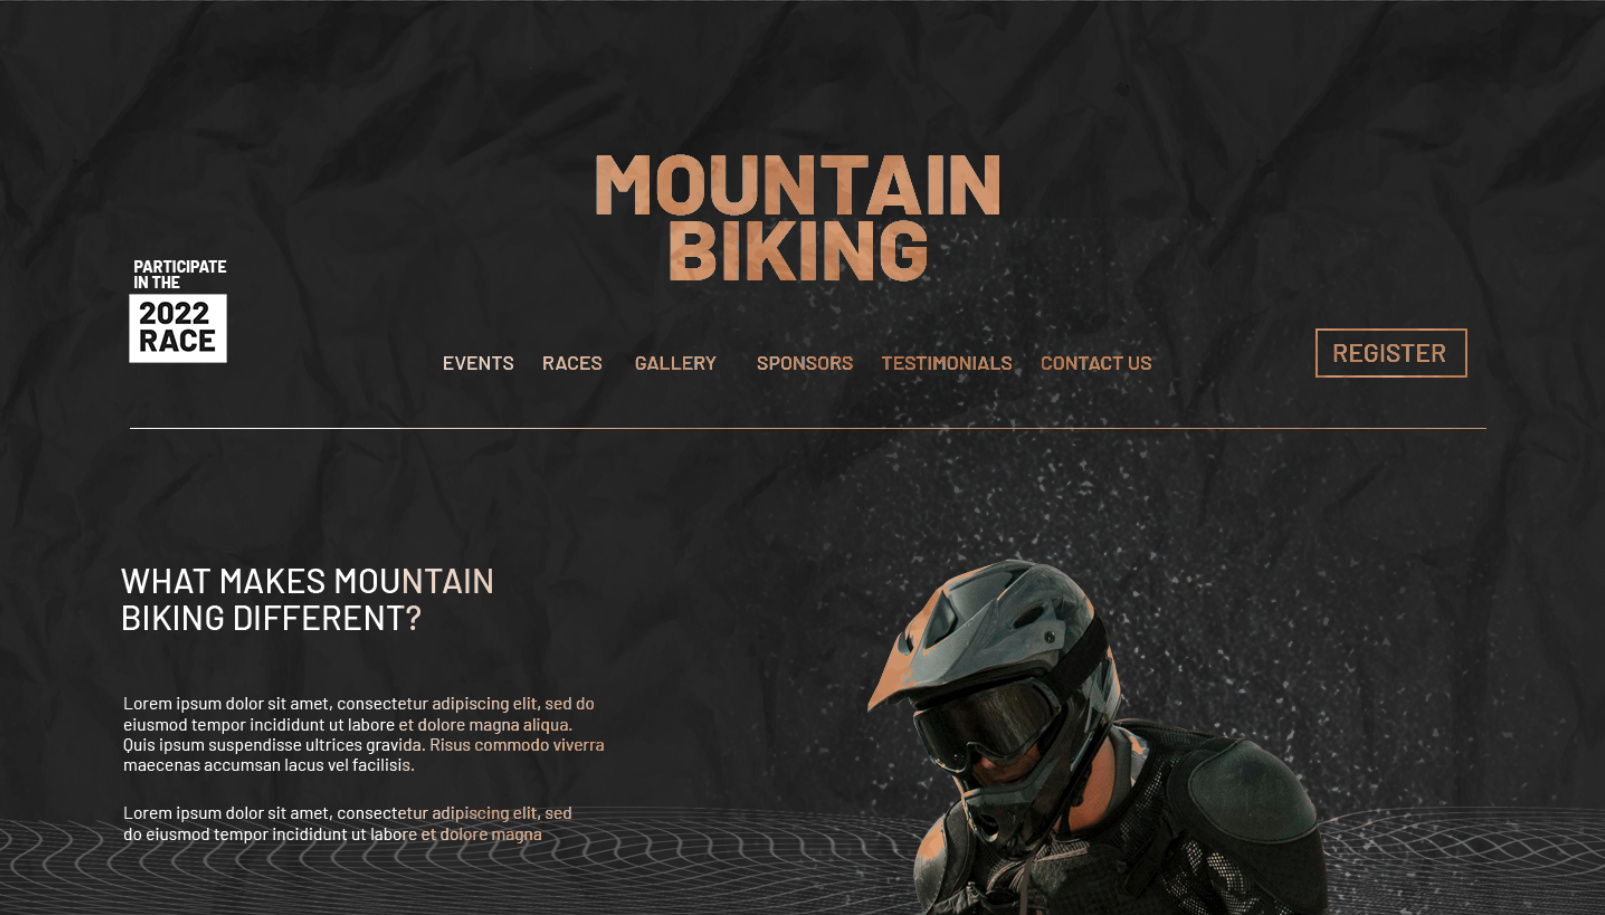 MOUNTAIN
BIKING
PARTICIPATE
IN THE
2022
RACE
EVENTS RACES GALLERY SPONSORS TESTIMONIALS CONTACT US
REGISTER
WHAT MAKES MOUNTAIN
BIKING DIFFERENT?
Lorem ipsum dolor sit amet, consectetur adipiscing elit, sed do
eiusmod tempor incididunt ut labore et dolore magna aliqua.
Quis ipsum suspendisse ultrices gravida. Risus commodo viverra
maecenas accumsan lacus vel facilisis.
Lorem ipsum dolor sit amet, consectetur adipiscing elit, sed
do eiusmod tempor incididunt ut labore et dolore magna